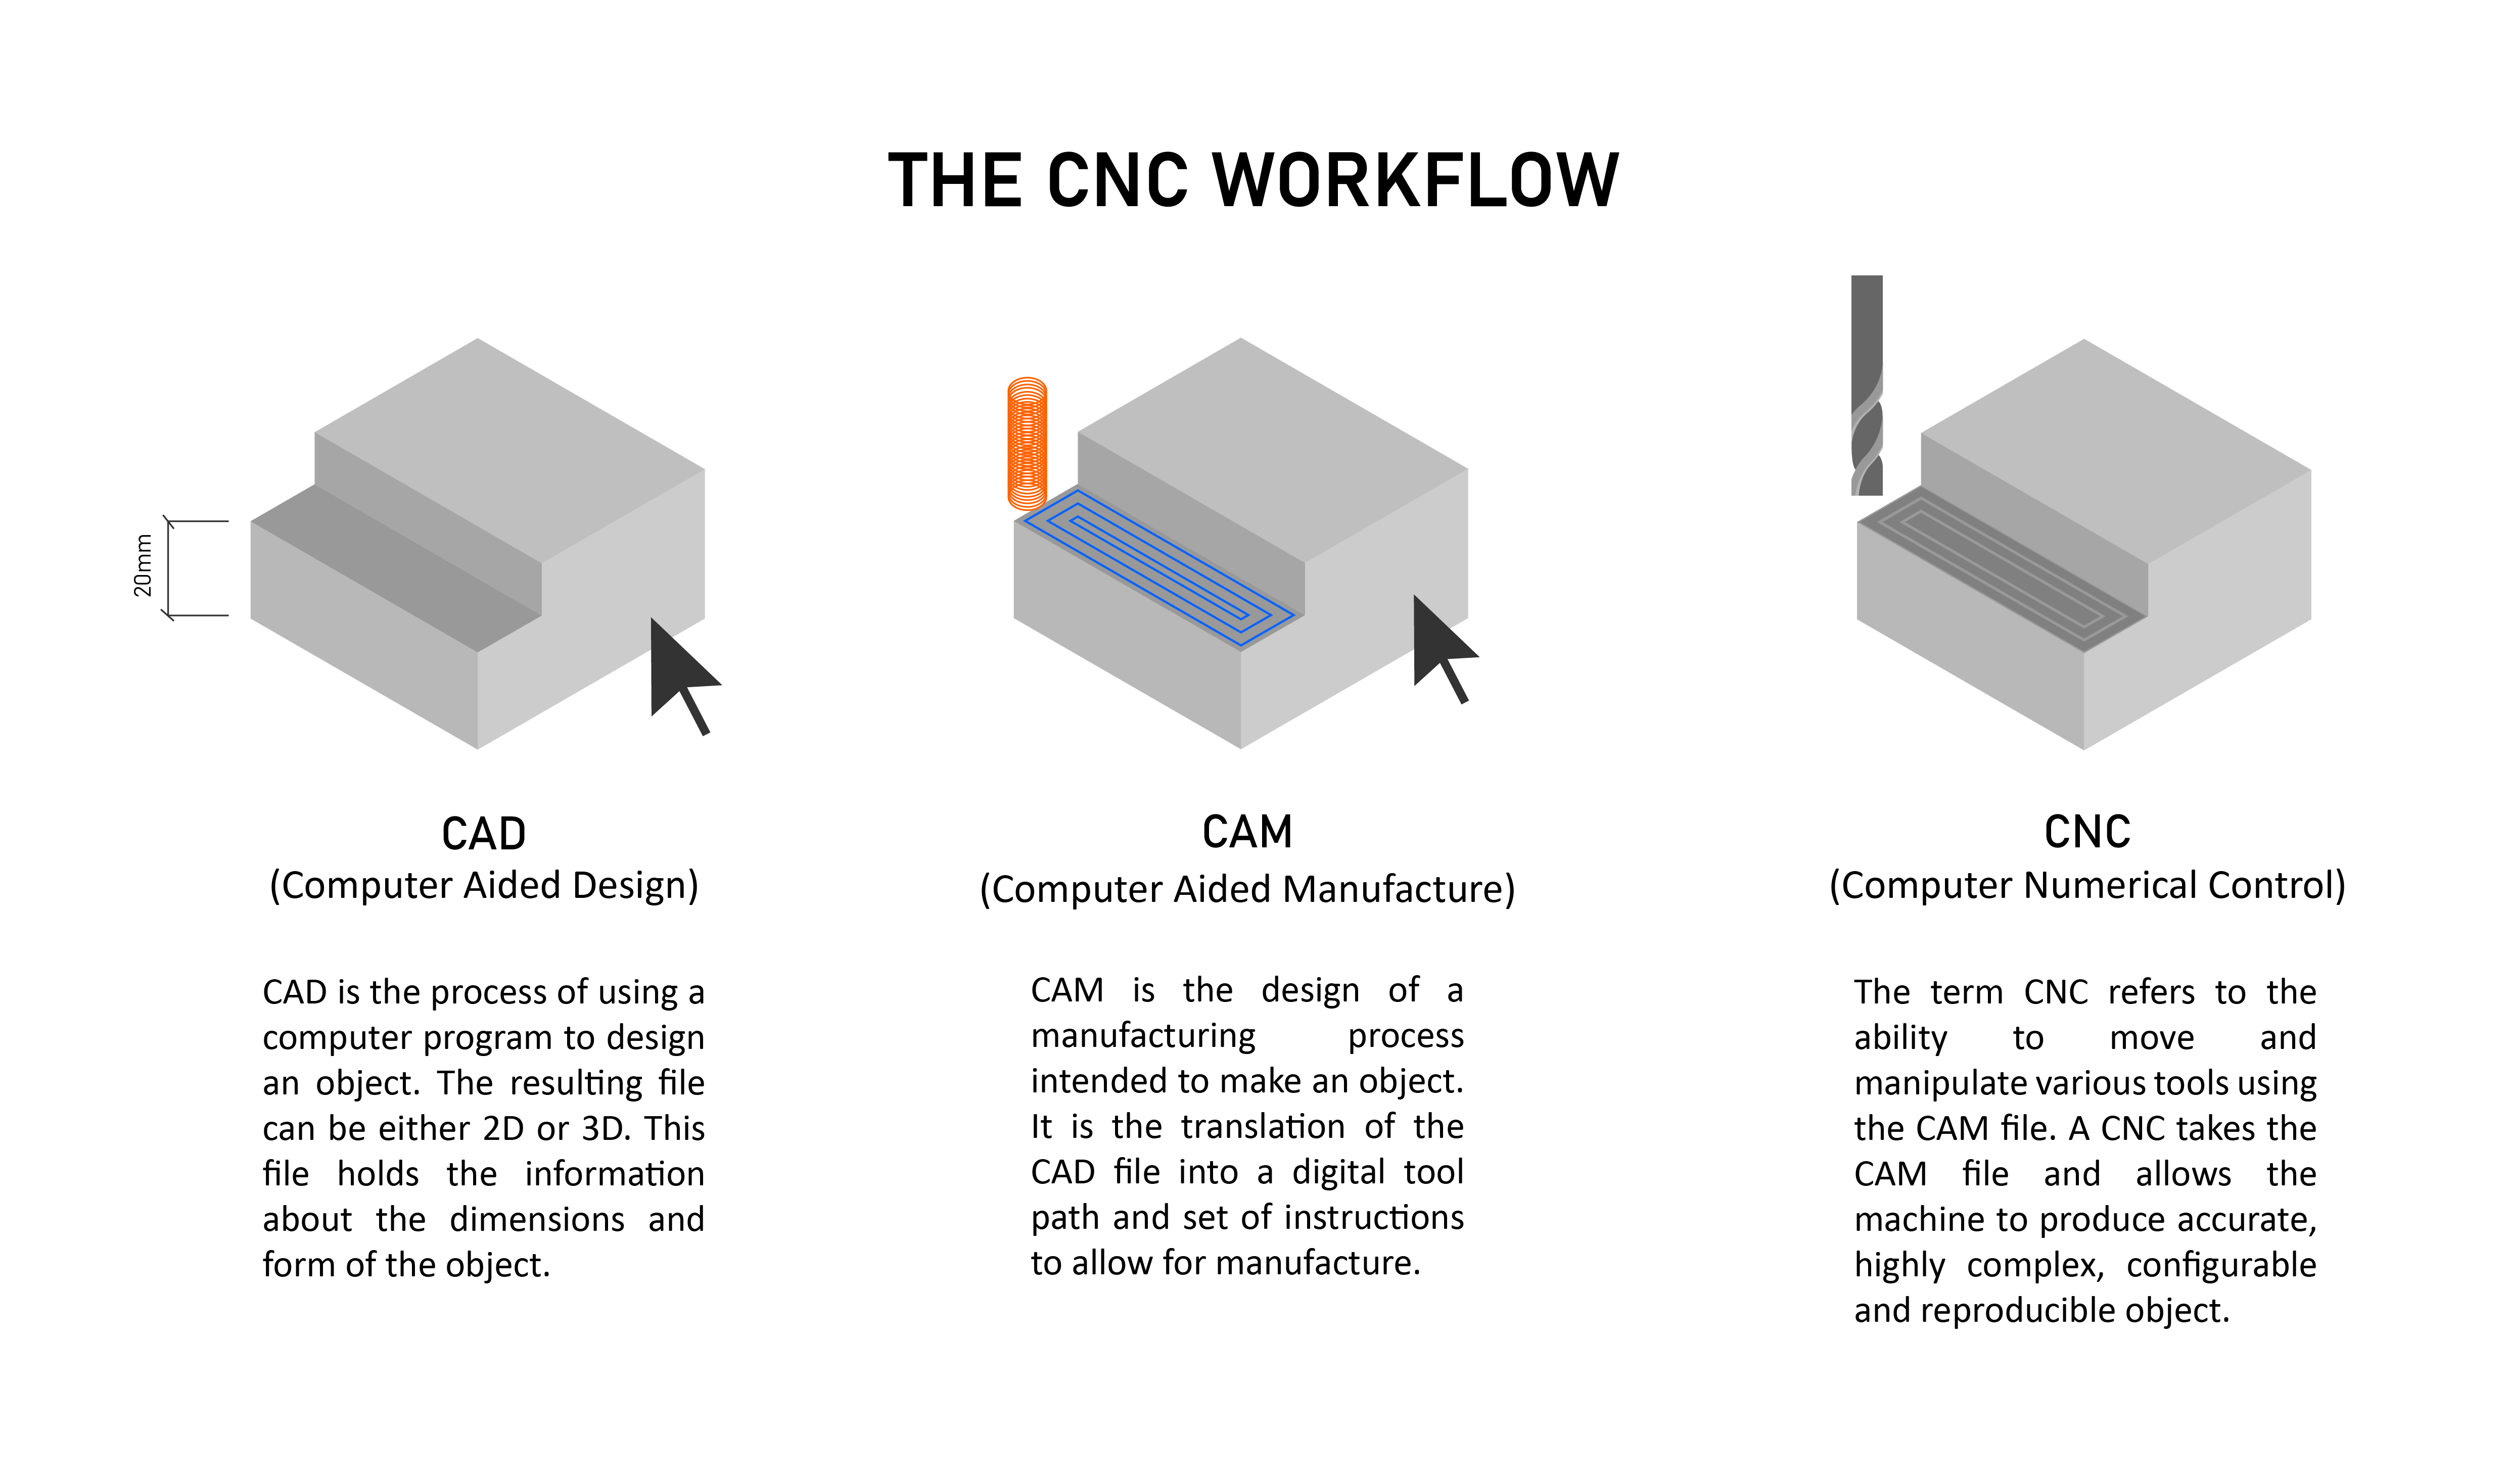 THE CNC WORKFLOW
20mm
CAD
(Computer Aided Design)
CAD is the process of using a
computer program to design
an object. The resulting file
can be either 2D or 3D. This
file holds the information
about the dimensions and
form of the object.
CAM
(Computer Aided Manufacture)
CAM is the design of a
manufacturing process
intended to make an object.
It is the translation of the
CAD file into a digital tool
path and set of instructions
to allow for manufacture.
CNC
(Computer Numerical Control)
The term CNC refers to the
ability to move and
manipulate various tools using
the CAM file. A CNC takes the
CAM file and allows the
machine to produce accurate,
highly complex, configurable
and reproducible object.